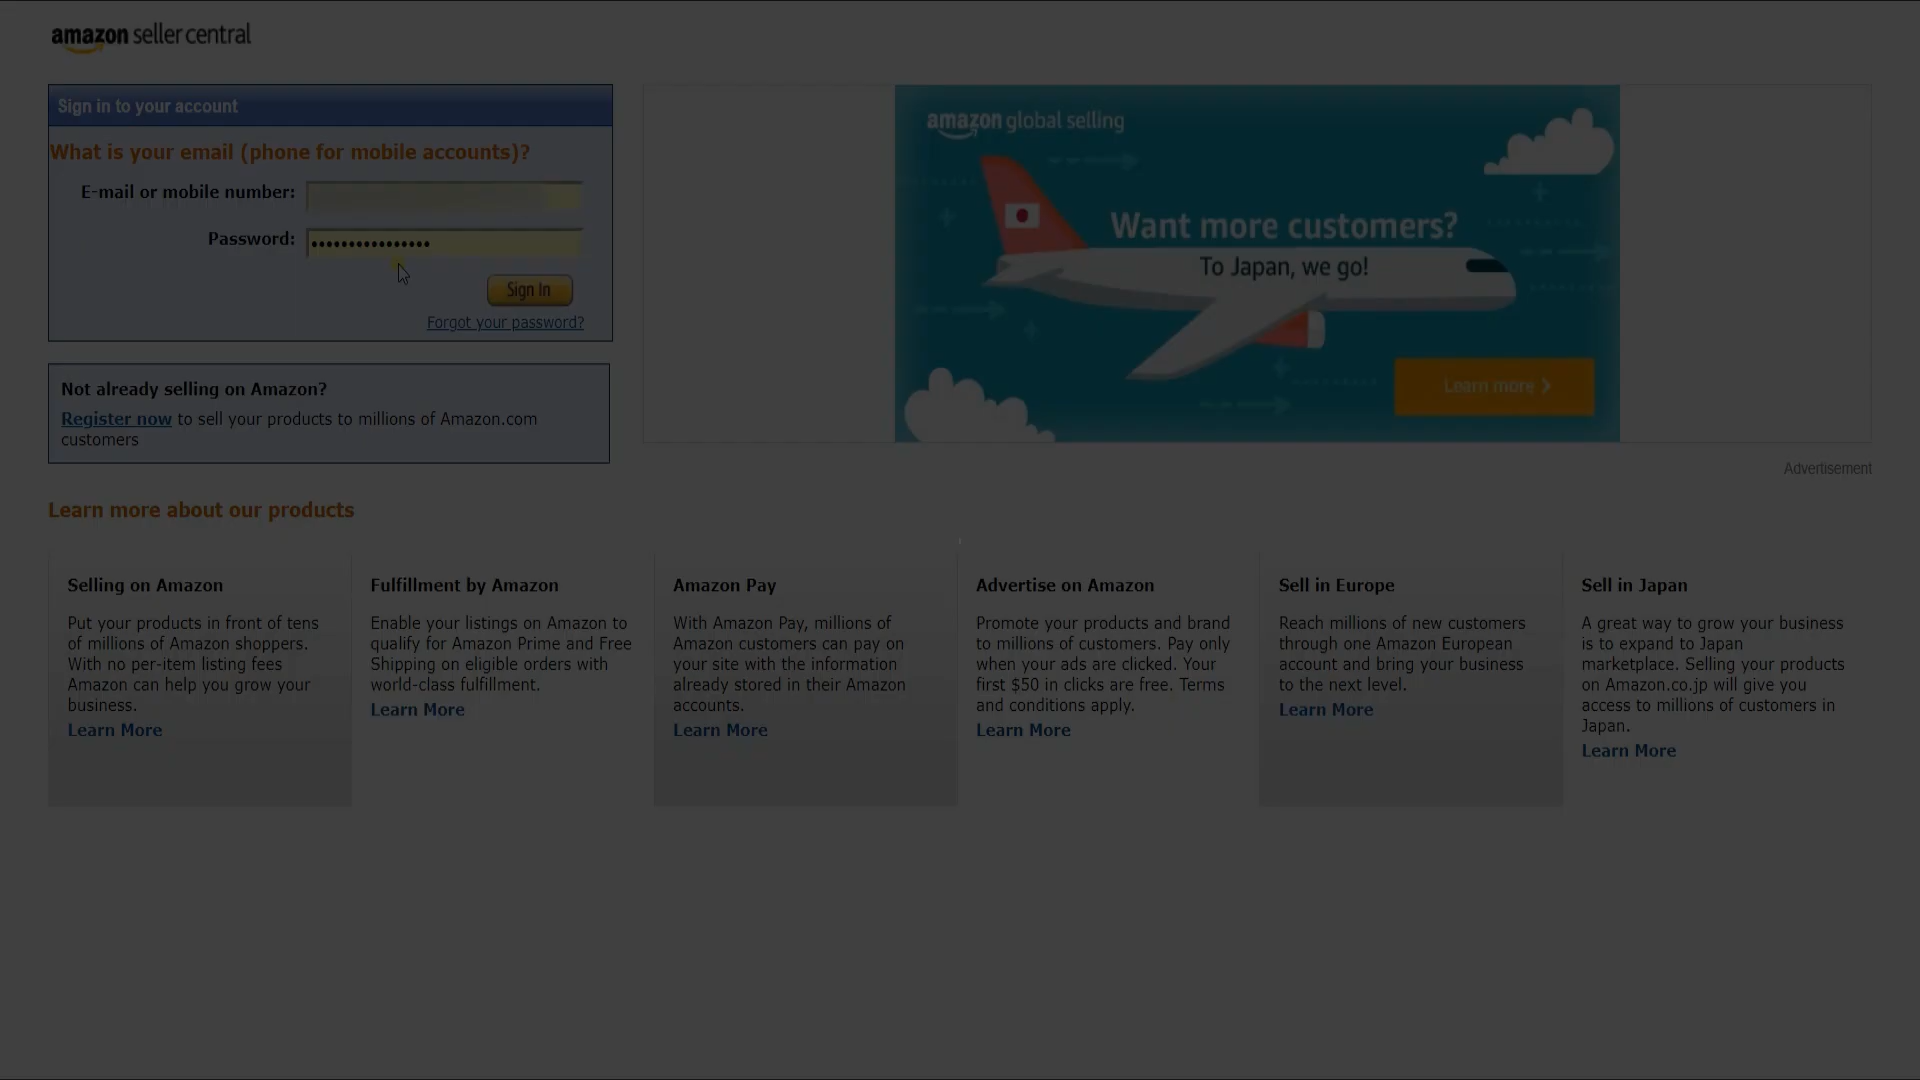 amazon seller central
Sign in to your account
What is your email (phone for mobile accounts)?
E-mail or mobile number:
Password: ••••••••••••••••
Sign In
Forgot your password?
Not already selling on Amazon?
Register now to sell your products to millions of Amazon.com
customers
amazon global selling
Want more customers?
To Japan, we go!
Learn more
Advertisement
Learn more about our products
Selling on Amazon
Put your products in front of tens
of millions of Amazon shoppers.
With no per-item listing fees
Amazon can help you grow your
business.
Learn More
Fulfillment by Amazon
Enable your listings on Amazon to
qualify for Amazon Prime and Free
Shipping on eligible orders with
world-class fulfillment.
Learn More
Amazon Pay
With Amazon Pay, millions of
Amazon customers can pay on
your site with the information
already stored in their Amazon
accounts.
Learn More
Advertise on Amazon
Promote your products and brand
to millions of customers. Pay only
when your ads are clicked. Your
first $50 in clicks are free. Terms
and conditions apply.
Learn More
Sell in Europe
Reach millions of new customers
through one Amazon European
account and bring your business
to the next level.
Learn More
Sell in Japan
A great way to grow your business
is to expand to Japan
marketplace. Selling your products
on Amazon.co.jp will give you
access to millions of customers in
Japan.
Learn More